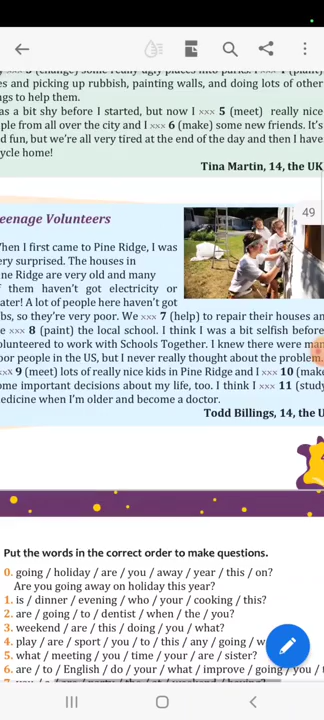 xxx 3 (change) some really ugly places into parks. I xxx 4 (plant)
es and picking up rubbish, painting walls, and doing lots of other
ngs to help them.
as a bit shy before I started, but now I xxx 5 (meet) really nice
ple from all over the city and I xxx 6 (make) some new friends. It's
d fun, but we're all very tired at the end of the day and then I have
ycle home!
Tina Martin, 14, the UK
49
eenage Volunteers
hen I first came to Pine Ridge, I was
ery surprised. The houses in
ne Ridge are very old and many
f them haven't got electricity or
ater! A lot of people here haven't got
bs, so they're very poor. We xxx 7 (help) to repair their houses an
e xxx 8 (paint) the local school. I think I was a bit selfish before
olunteered to work with Schools Together. I knew there were man
oor people in the US, but I never really thought about the problem.
xxx 9 (meet) lots of really nice kids in Pine Ridge and I xxx 10 (make
ome important decisions about my life, too. I think I xxx 11 (study
edicine when I'm older and become a doctor.
Todd Billings, 14, the U
Put the words in the correct order to make questions.
0. going / holiday / are / you / away / year / this / on?
Are you going away on holiday this year?
1. is / dinner / evening / who / your / cooking / this?
2. are / going / to / dentist / when / the / you?
3. weekend / are / this / doing / you / what?
4. play / are / sport / you / to / this / any / going / w
5. what / meeting / you / time / your / are / sister?
6. are / to / English / do / your / what / improve / going / you / t